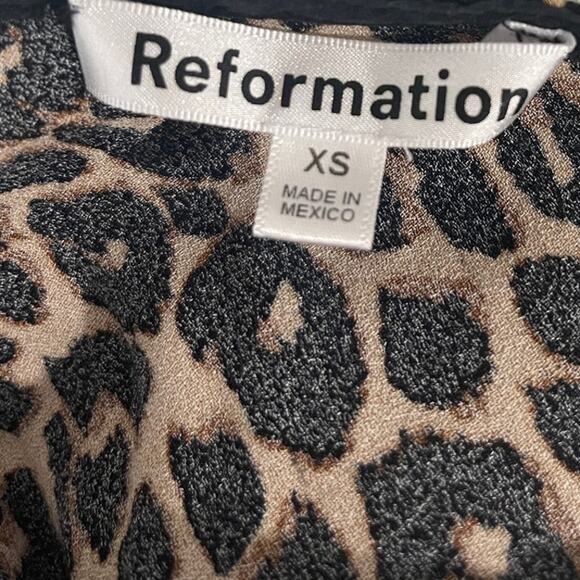 Reformation
XS
MADE IN
MEXICO